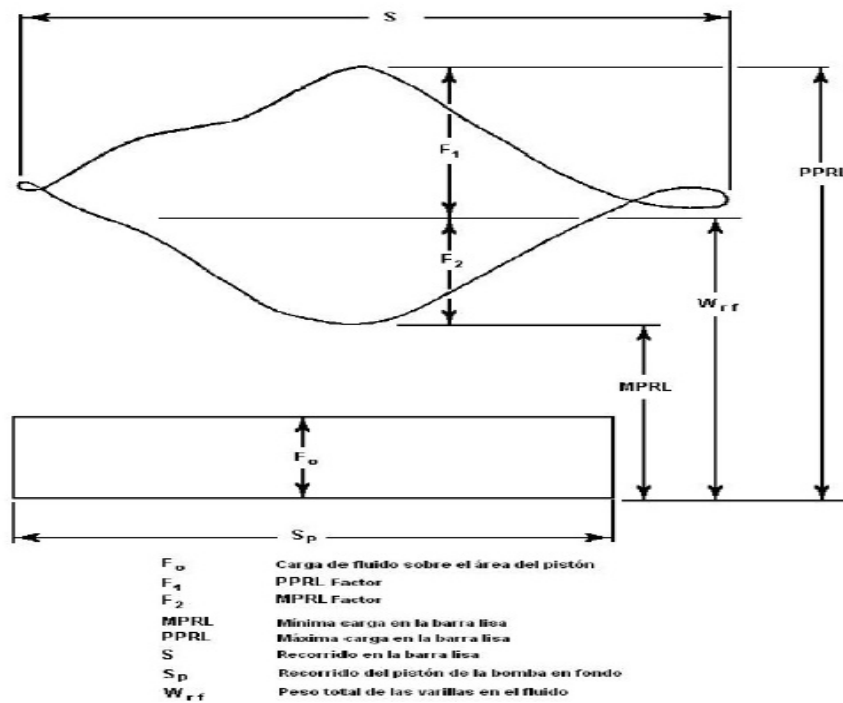 S
F₁
PPRL
F₂
Wrf
MPRL
Fₒ
Sₚ
Fₒ Carga de fluido sobre el área del pistón
F₁ PPRL Factor
F₂ MPRL Factor
MPRL Mínima carga en la barra lisa
PPRL Máxima carga en la barra lisa
S Recorrido en la barra lisa
Sₚ Recorrido del pistón de la bomba en fondo
Wrf Peso total de las varillas en el fluido